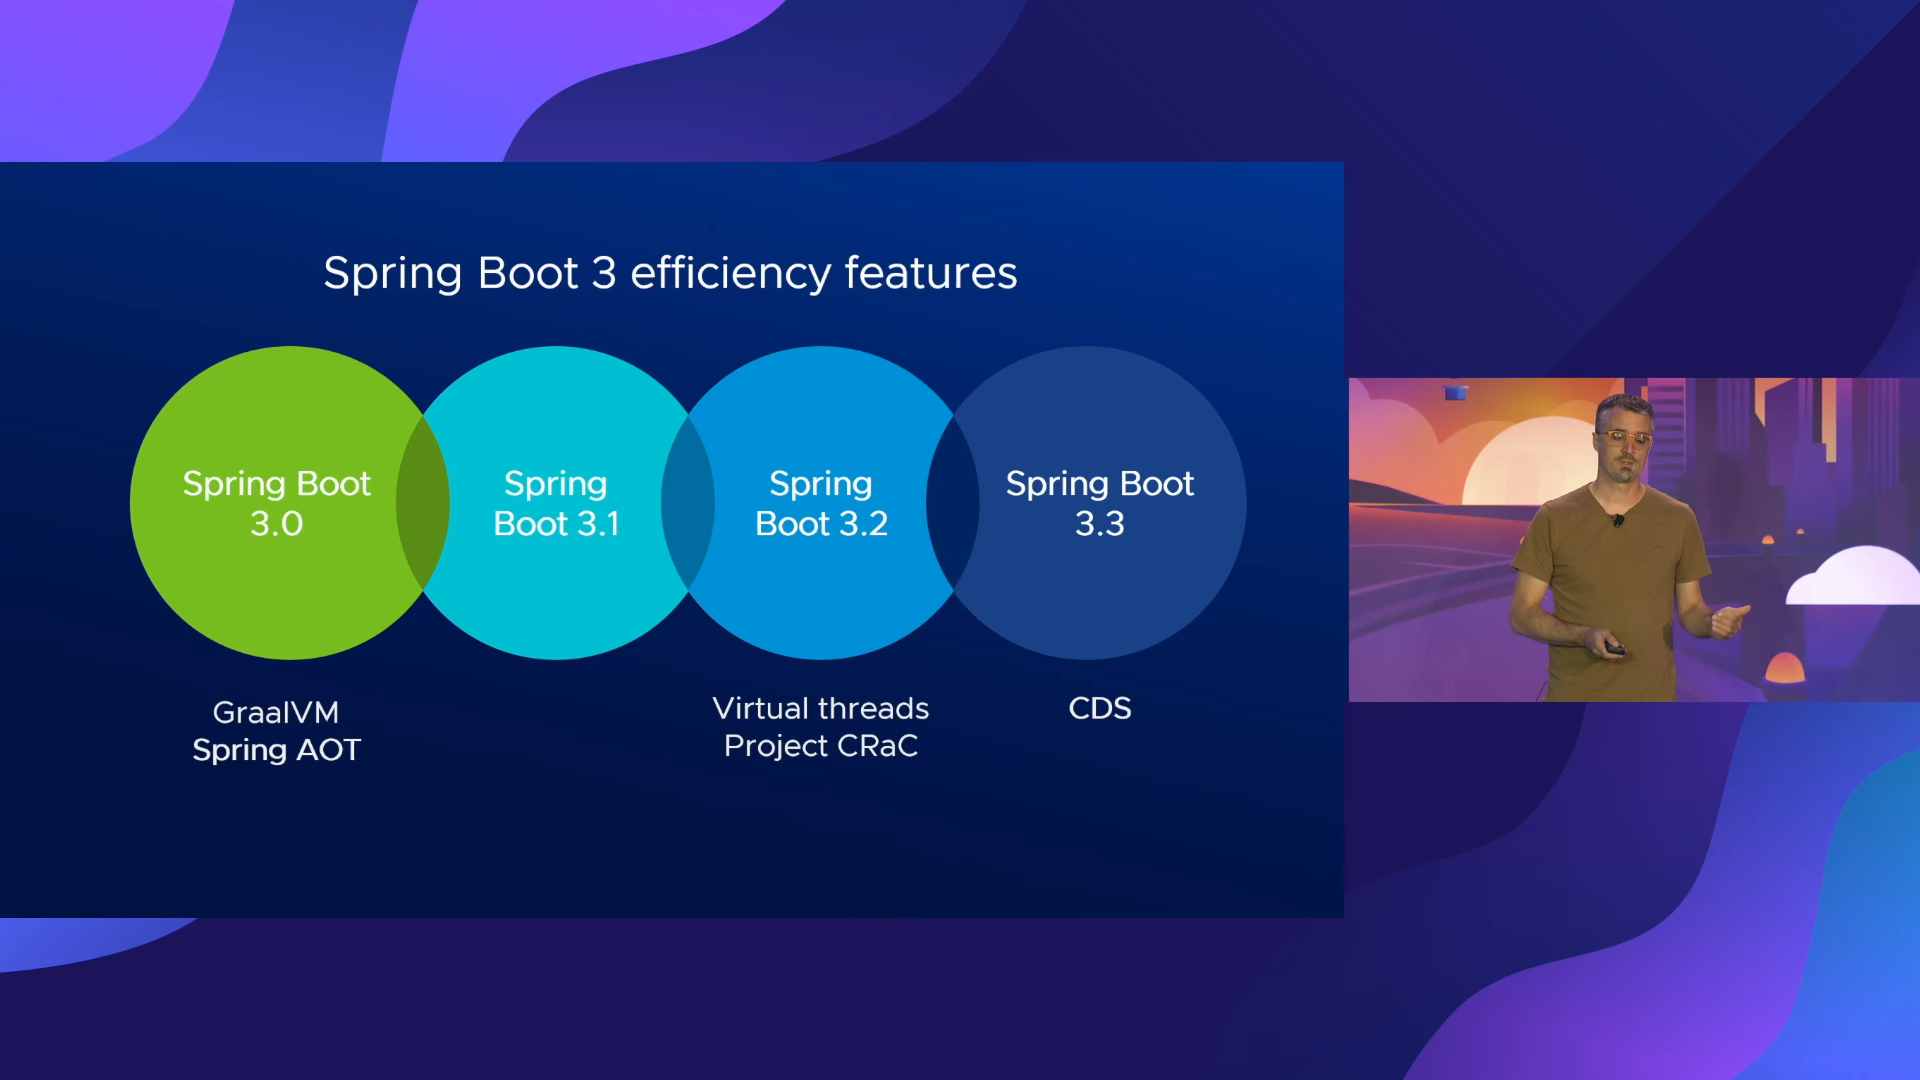 Spring Boot 3 efficiency features
Spring Boot
3.0
Spring
Boot 3.1
Spring
Boot 3.2
Spring Boot
3.3
GraalVM
Spring AOT
Virtual threads
Project CRaC
CDS